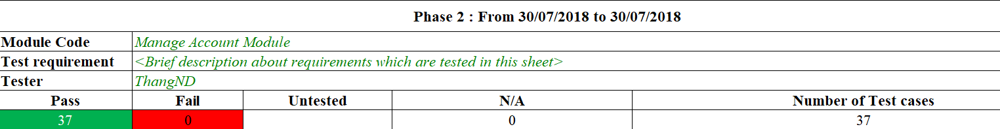 Phase 2 : From 30/07/2018 to 30/07/2018
Module Code Manage Account Module
Test requirement <Brief description about requirements which are tested in this sheet>
Tester ThangND
Pass Fail Untested N/A Number of Test cases
37 0 0 37